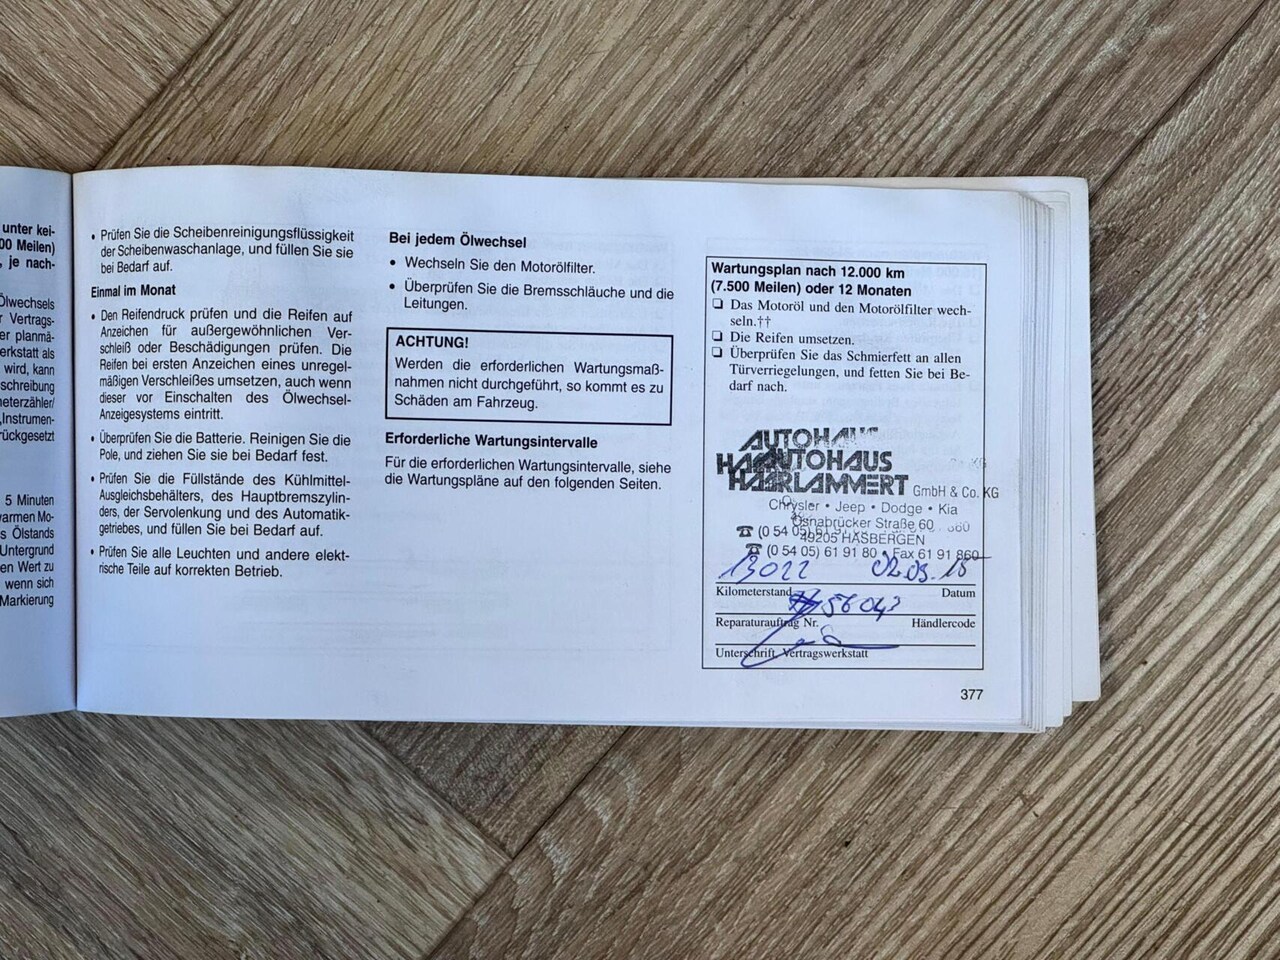 unter kei-
00 Meilen)
, je nach-
Ölwechsels
r Vertrags-
er planmä-
erkstatt als
wird, kann
schreibung
neterzähler/
„Instrumen-
rückgesetzt
5 Minuten
varmen Mo-
s Ölstands
Untergrund
en Wert zu
wenn sich
Markierung
• Prüfen Sie die Scheibenreinigungsflüssigkeit
der Scheibenwaschanlage, und füllen Sie sie
bei Bedarf auf.
Einmal im Monat
• Den Reifendruck prüfen und die Reifen auf
Anzeichen für außergewöhnlichen Ver-
schleiß oder Beschädigungen prüfen. Die
Reifen bei ersten Anzeichen eines unregel-
mäßigen Verschleißes umsetzen, auch wenn
dieser vor Einschalten des Ölwechsel-
Anzeigesystems eintritt.
• Überprüfen Sie die Batterie. Reinigen Sie die
Pole, und ziehen Sie sie bei Bedarf fest.
• Prüfen Sie die Füllstände des Kühlmittel-
Ausgleichsbehälters, des Hauptbremszylin-
ders, der Servolenkung und des Automatik-
getriebes, und füllen Sie bei Bedarf auf.
• Prüfen Sie alle Leuchten und andere elekt-
rische Teile auf korrekten Betrieb.
Bei jedem Ölwechsel
• Wechseln Sie den Motorölfilter.
• Überprüfen Sie die Bremsschläuche und die
Leitungen.
ACHTUNG!
Werden die erforderlichen Wartungsmaß-
nahmen nicht durchgeführt, so kommt es zu
Schäden am Fahrzeug.
Erforderliche Wartungsintervalle
Für die erforderlichen Wartungsintervalle, siehe
die Wartungspläne auf den folgenden Seiten.
Wartungsplan nach 12.000 km
(7.500 Meilen) oder 12 Monaten
❏ Das Motoröl und den Motorölfilter wech-
seln.††
❏ Die Reifen umsetzen.
❏ Überprüfen Sie das Schmierfett an allen
Türverriegelungen, und fetten Sie bei Be-
darf nach.
AUTOHAUS
AUTOHAUS
HAARLAMMERT GmbH & Co. KG
Chrysler • Jeep • Dodge • Kia
Osnabrücker Straße 60
49205 HASBERGEN
☎ (0 54 05) 61 91 80 • Fax 61 91 860
13022 02.09.
Kilometerstand Datum
56043
Reparaturauftrag Nr. Händlercode
Unterschrift, Vertragswerkstatt
377